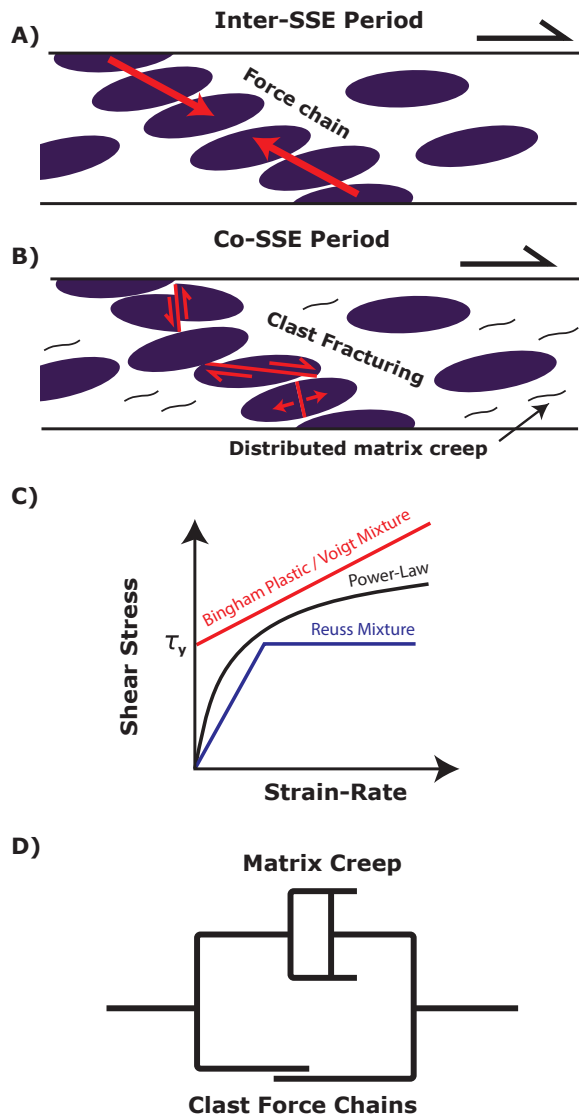 A)
Inter-SSE Period
Force chain
B)
Co-SSE Period
Clast Fracturing
Distributed matrix creep
C)
Shear Stress
τy
Bingham Plastic / Voigt Mixture
Power-Law
Reuss Mixture
Strain-Rate
D)
Matrix Creep
Clast Force Chains